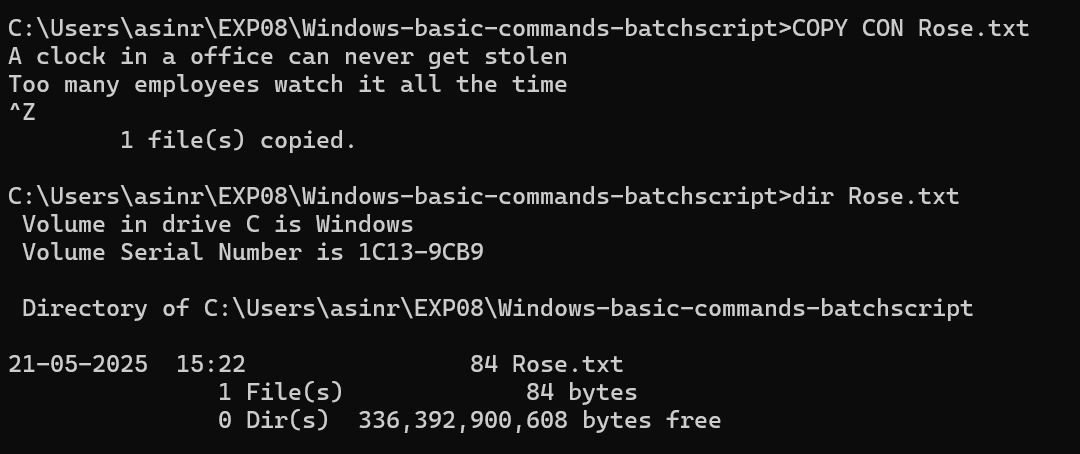 C:\Users\asinr\EXP08\Windows-basic-commands-batchscript>COPY CON Rose.txt
A clock in a office can never get stolen
Too many employees watch it all the time
^Z
        1 file(s) copied.

C:\Users\asinr\EXP08\Windows-basic-commands-batchscript>dir Rose.txt
 Volume in drive C is Windows
 Volume Serial Number is 1C13-9CB9

 Directory of C:\Users\asinr\EXP08\Windows-basic-commands-batchscript

21-05-2025  15:22                84 Rose.txt
               1 File(s)             84 bytes
               0 Dir(s)  336,392,900,608 bytes free